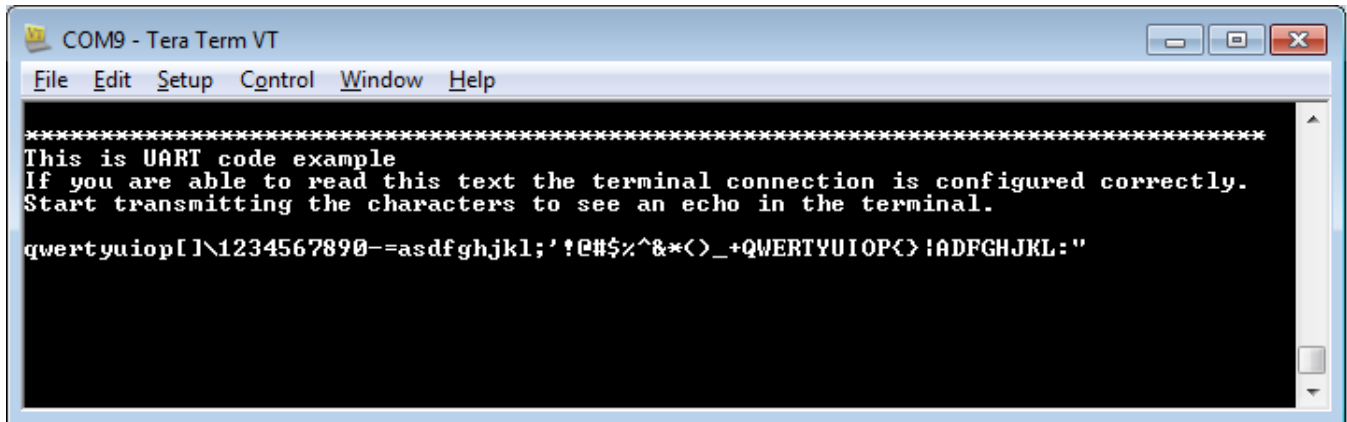 COM9 - Tera Term VT
File Edit Setup Control Window Help
***********************************************************************************
This is UART code example
If you are able to read this text the terminal connection is configured correctly.
Start transmitting the characters to see an echo in the terminal.
qwertyuiop[]\1234567890-=asdfghjkl;'!@#$%^&*()_+QWERTYUIOP{}|ADFGHJKL:"